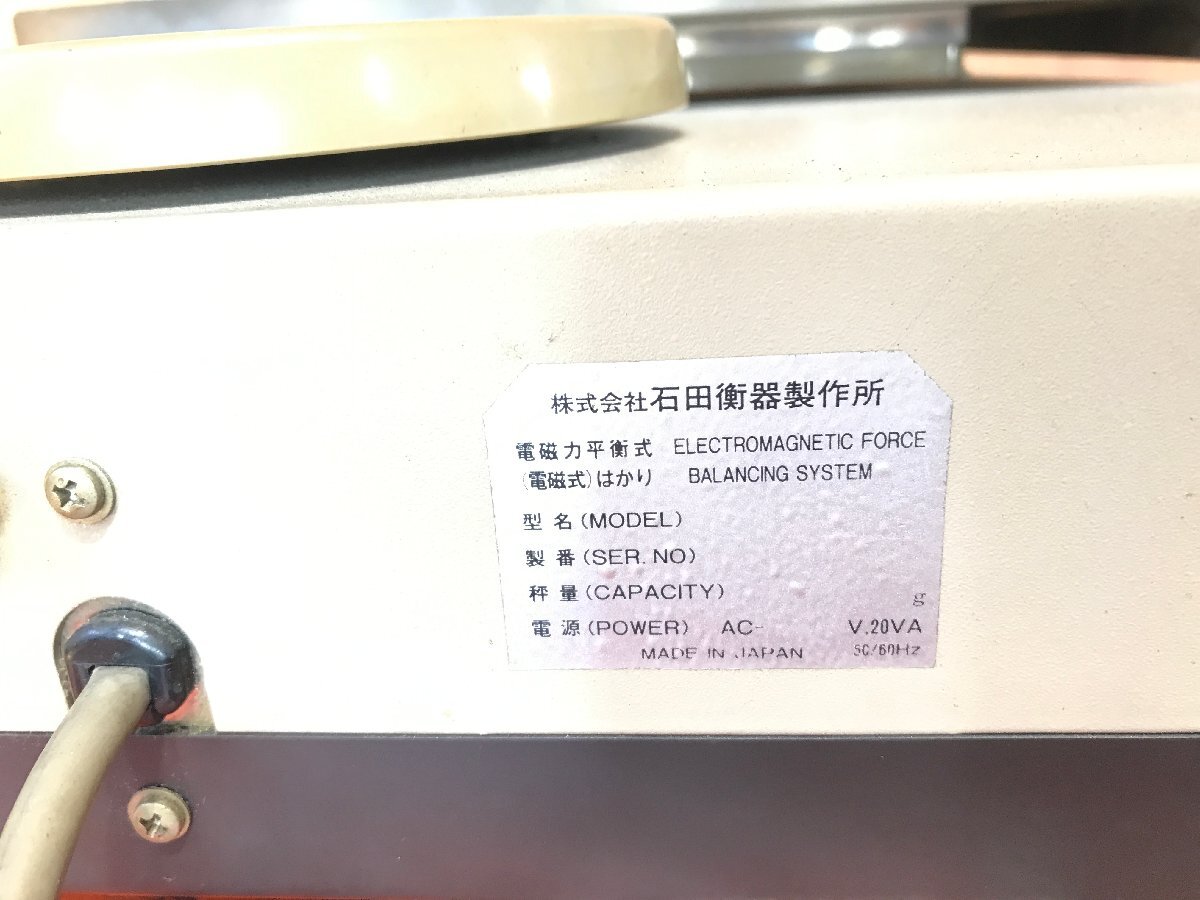 株式会社石田衡器製作所
電磁力平衡式 ELECTROMAGNETIC FORCE
(電磁式)はかり BALANCING SYSTEM
型名(MODEL)
製番(SER. NO)
秤量(CAPACITY) g
電源(POWER) AC- V.20VA
MADE IN JAPAN 50/60Hz